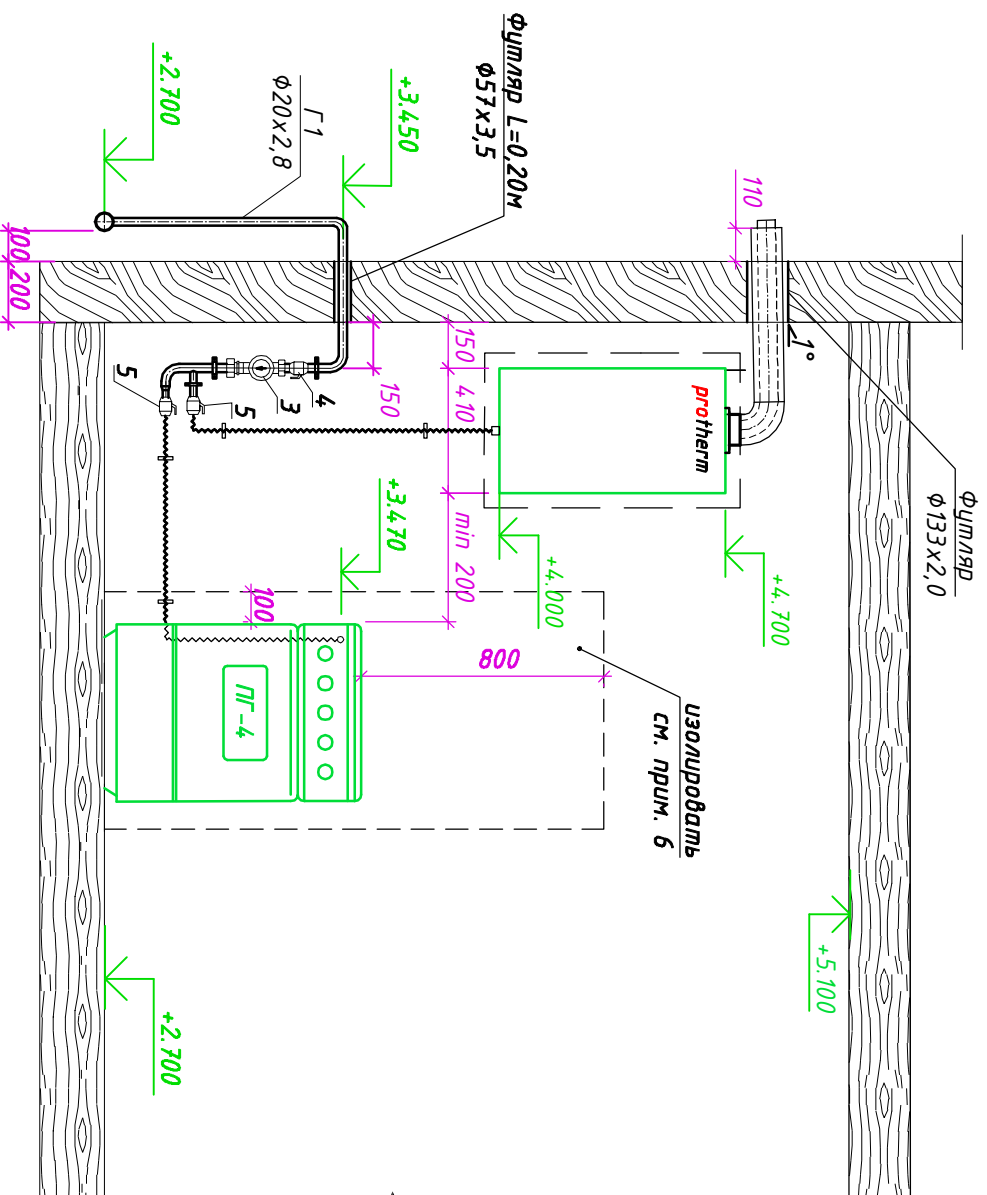 футляр
ф133х2,0
110
<1°
+4.700
+5.100
protherm
+4.000
изолировать
см. прим. 6
футляр L=0,20м
ф57х3,5
150
410
min 200
800
+3.450
150
+3.470
Г1
ф20х2,8
4
3
5
5
100
ПГ-4
+2.700
+2.700
100
200